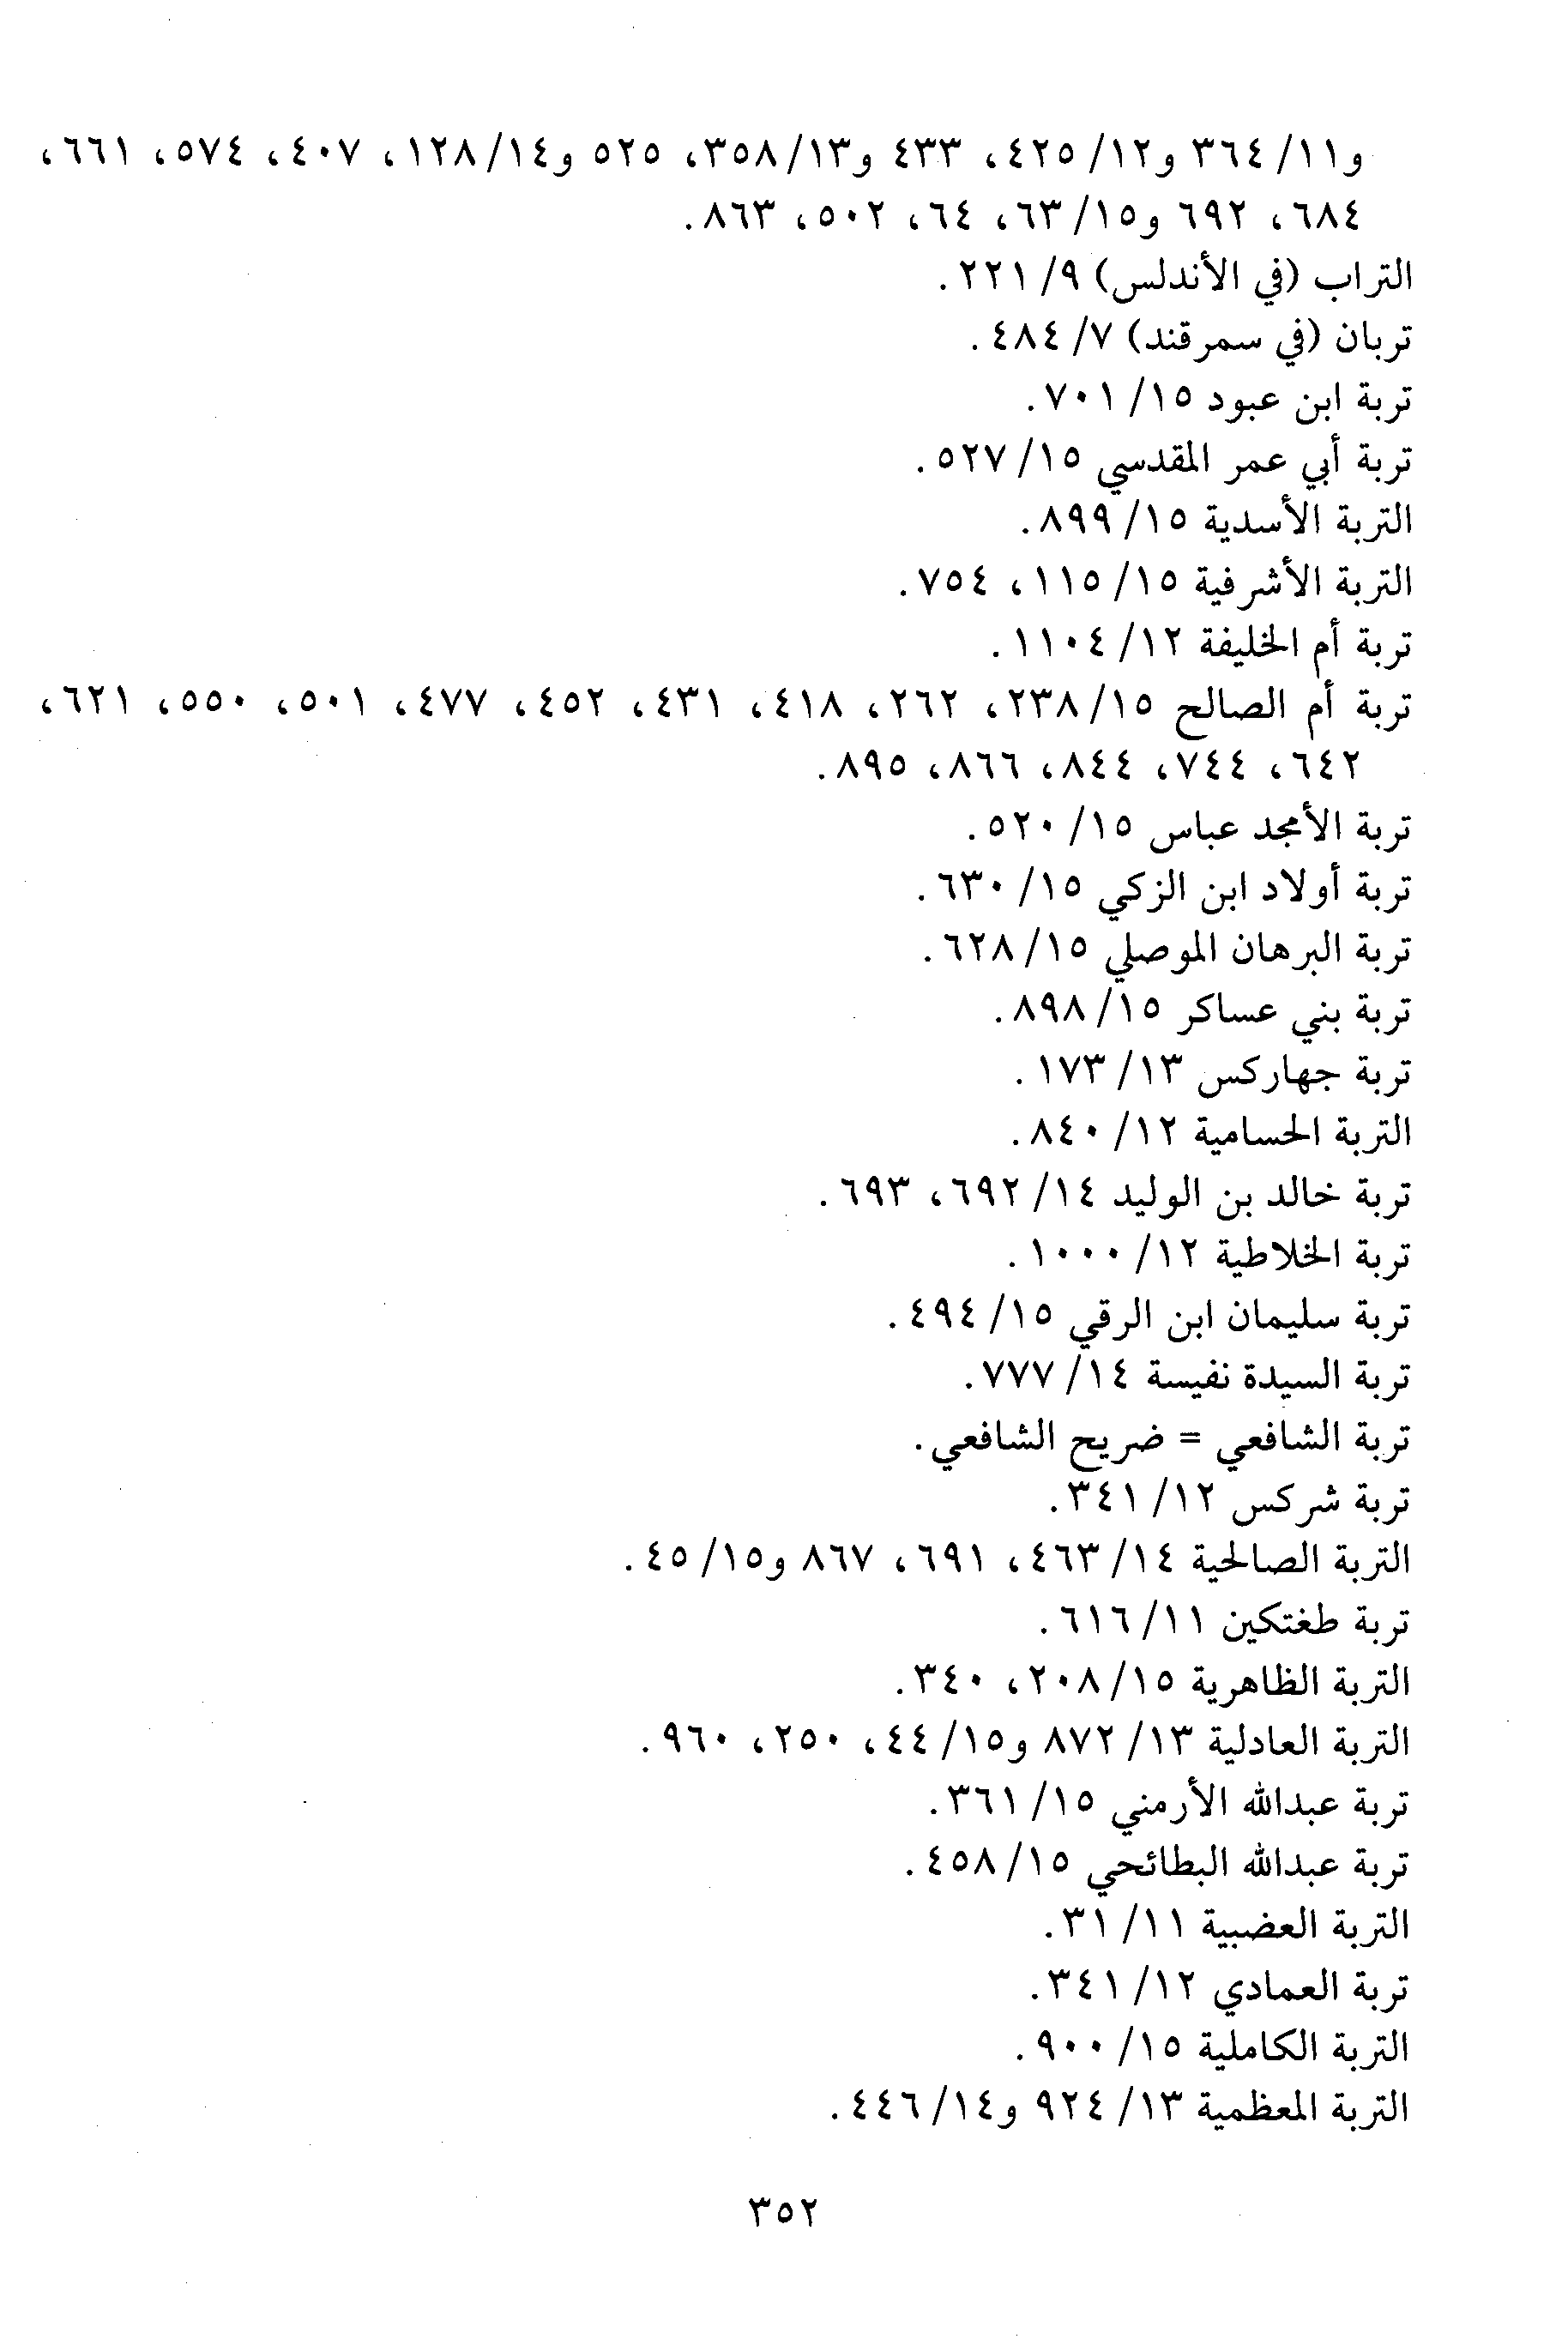 و١١/ ٣٦٤ و١٢/ ٤٢٥، ٤٣٣ و١٣/ ٣٥٨، ٥٢٥ و١٤/ ١٢٨، ٤٠٧، ٥٧٤، ٦٦١،
٦٨٤، ٦٩٢ و١٥/ ٦٣، ٦٤، ٥٠٢، ٨٦٣.
التراب (في الأندلس) ٩/ ٢٢١.
تربان (في سمرقند) ٧/ ٤٨٤.
تربة ابن عبود ١٥/ ٧٠١.
تربة أبي عمر المقدسي ١٥/ ٥٢٧.
التربة الأسدية ١٥/ ٨٩٩.
التربة الأشرفية ١٥/ ١١٥، ٧٥٤.
تربة أم الخليفة ١٢/ ١١٠٤.
تربة أم الصالح ١٥/ ٢٣٨، ٢٦٢، ٤١٨، ٤٣١، ٤٥٢، ٤٧٧، ٥٠١، ٥٥٠، ٦٢١،
٦٤٢، ٧٤٤، ٨٤٤، ٨٦٦، ٨٩٥.
تربة الأمجد عباس ١٥/ ٥٢٠.
تربة أولاد ابن الزكي ١٥/ ٦٣٠.
تربة البرهان الموصلي ١٥/ ٦٢٨.
تربة بني عساكر ١٥/ ٨٩٨.
تربة جهاركس ١٣/ ١٧٣.
التربة الحسامية ١٢/ ٨٤٠.
تربة خالد بن الوليد ١٤/ ٦٩٢، ٦٩٣.
تربة الخلاطية ١٢/ ١٠٠٠.
تربة سليمان ابن الرقي ١٥/ ٤٩٤.
تربة السيدة نفيسة ١٤/ ٧٧٧.
تربة الشافعي = ضريح الشافعي.
تربة شركس ١٢/ ٣٤١.
التربة الصالحية ١٤/ ٤٦٣، ٦٩١، ٨٦٧ و١٥/ ٤٥.
تربة طغتكين ١١/ ٦١٦.
التربة الظاهرية ١٥/ ٢٠٨، ٣٤٠.
التربة العادلية ١٣/ ٨٧٢ و١٥/ ٤٤، ٢٥٠، ٩٦٠.
تربة عبدالله الأرمني ١٥/ ٣٦١.
تربة عبدالله البطائحي ١٥/ ٤٥٨.
التربة العضبية ١١/ ٣١.
تربة العمادي ١٢/ ٣٤١.
التربة الكاملية ١٥/ ٩٠٠.
التربة المعظمية ١٣/ ٩٢٤ و١٤/ ٤٤٦.
٣٥٢